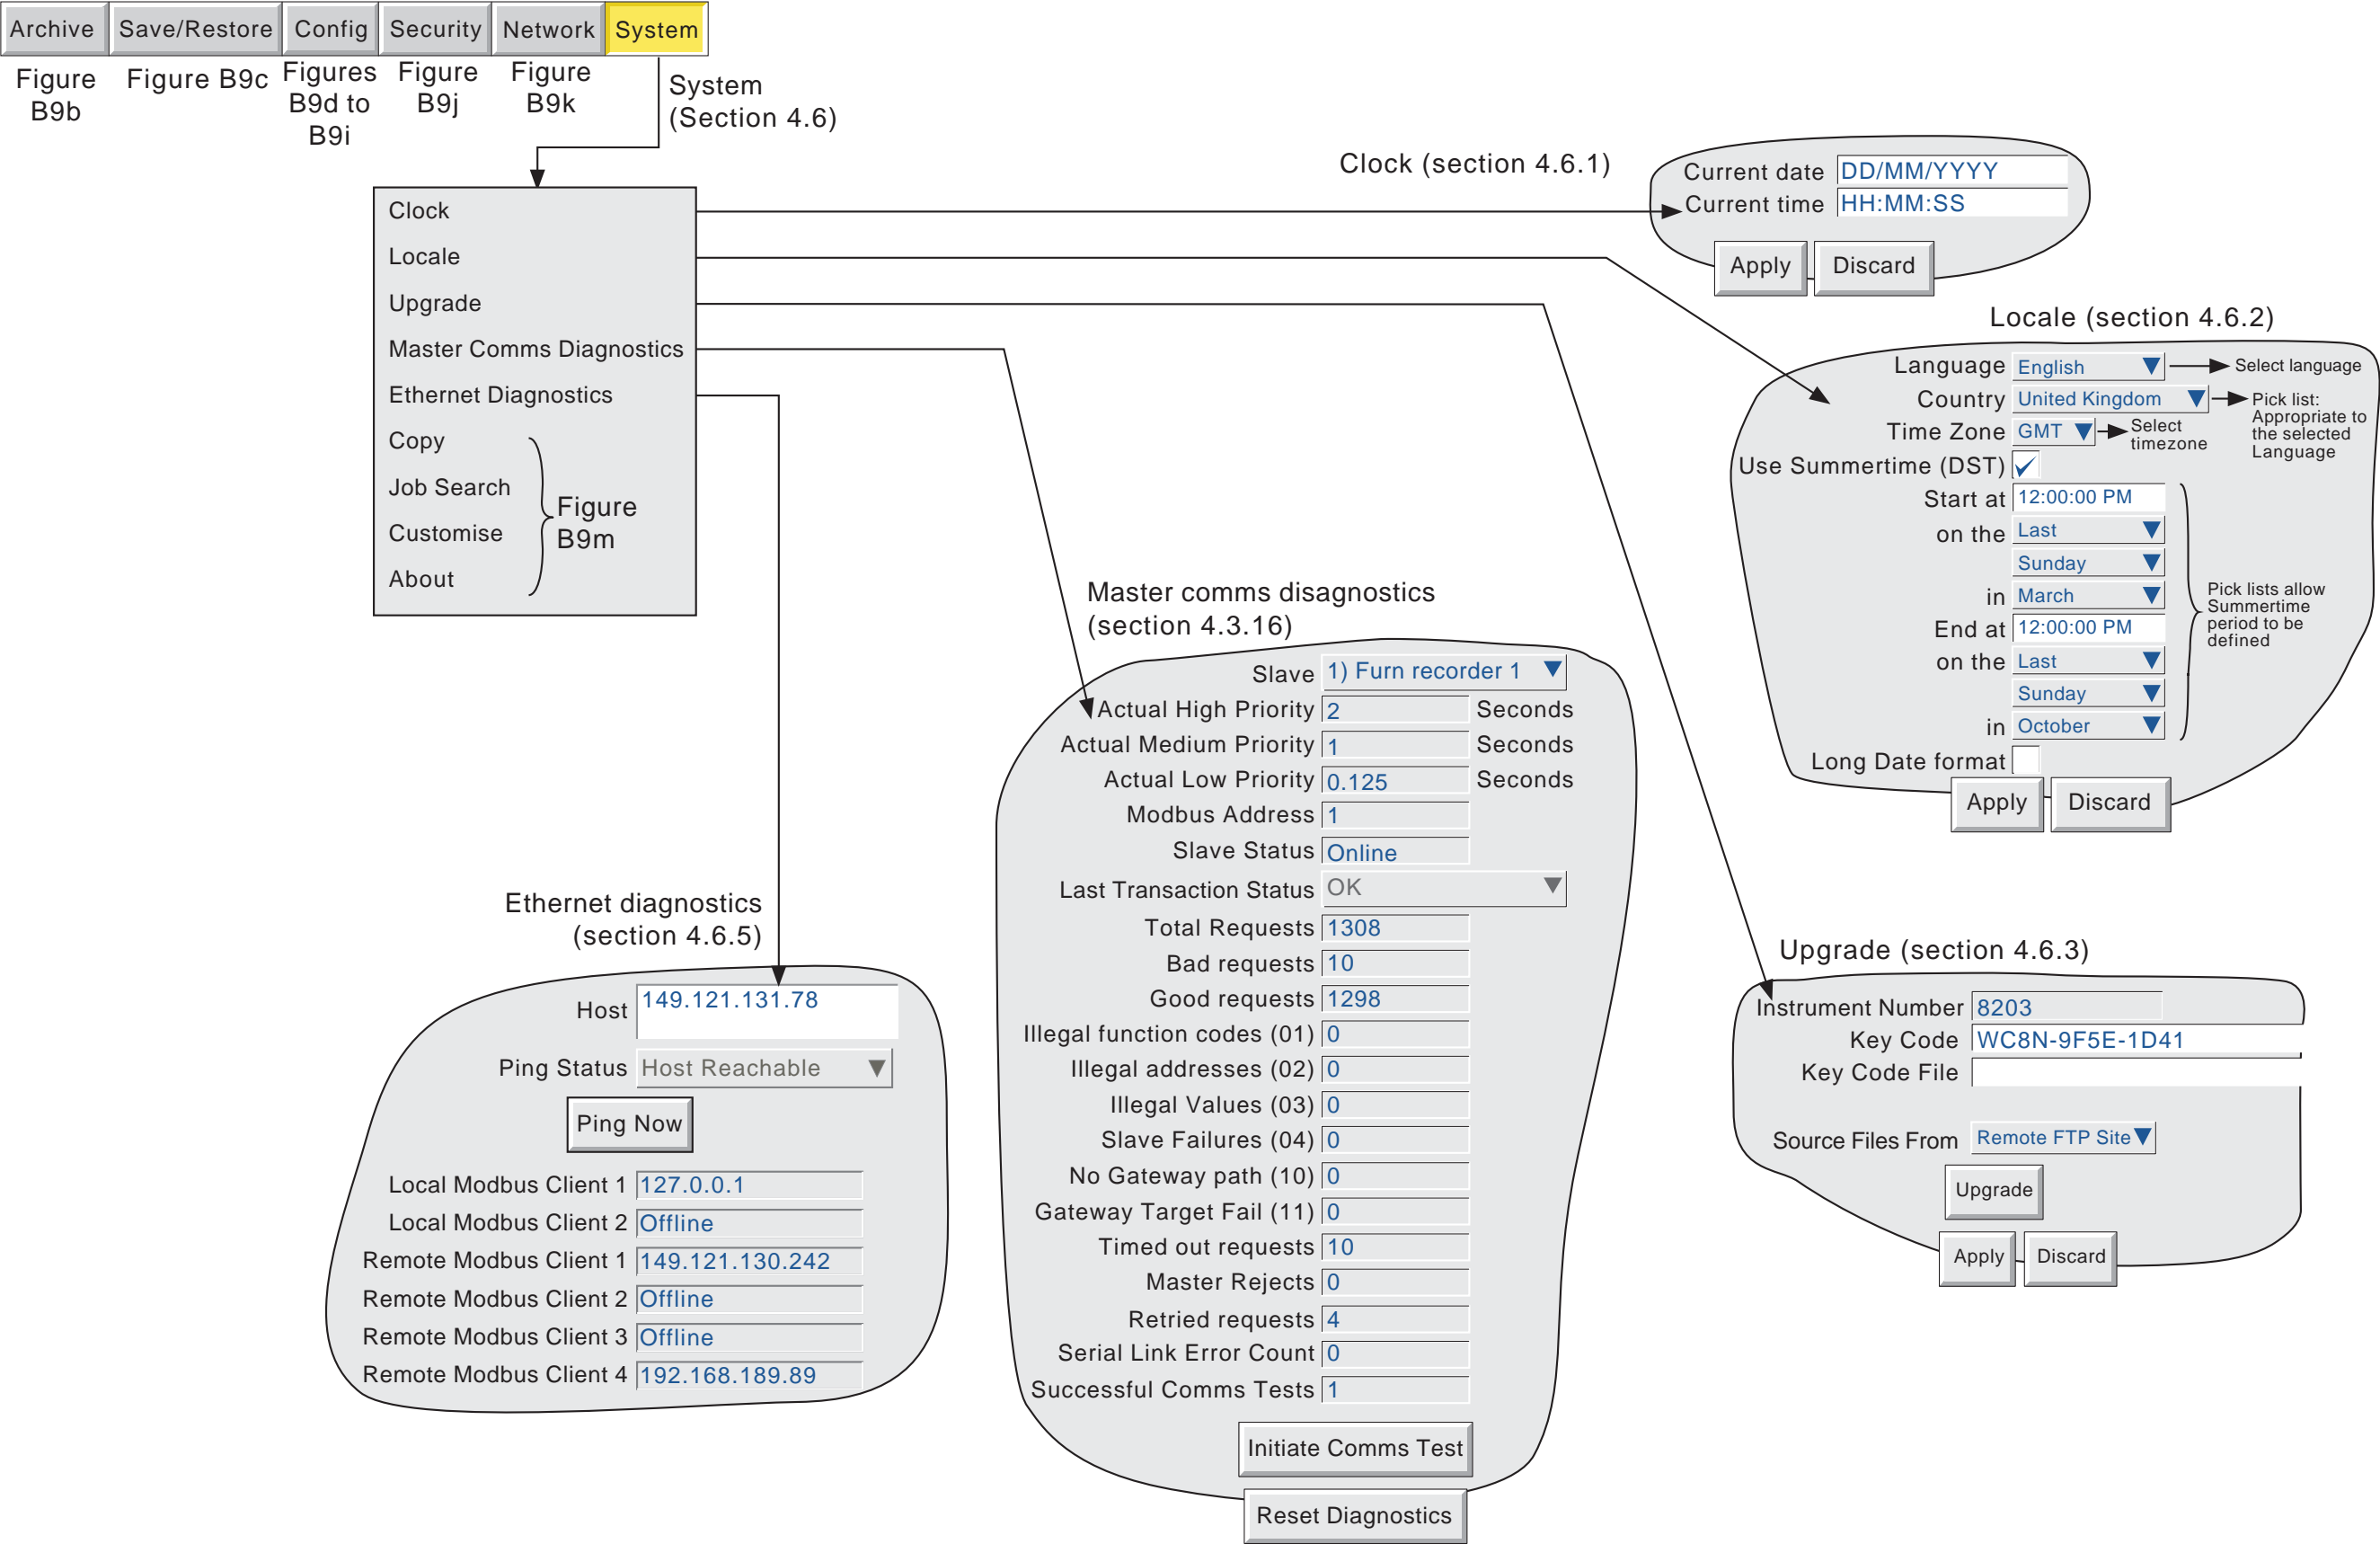 Archive Save/Restore Config Security Network System
Figure B9b
Figure B9c
Figures B9d to B9i
Figure B9j
Figure B9k
System
(Section 4.6)
Clock
Locale
Upgrade
Master Comms Diagnostics
Ethernet Diagnostics
Copy
Job Search
Customise
About
Figure
B9m
Clock (section 4.6.1)
Current date DD/MM/YYYY
Current time HH:MM:SS
Apply Discard
Locale (section 4.6.2)
Language English Select language
Country United Kingdom Pick list:
Appropriate to
the selected
Language
Time Zone GMT Select
timezone
Use Summertime (DST)
Start at 12:00:00 PM
on the Last
Sunday
in March
End at 12:00:00 PM
on the Last
Sunday
in October
Pick lists allow
Summertime
period to be
defined
Long Date format
Apply Discard
Master comms disagnostics
(section 4.3.16)
Slave 1) Furn recorder 1
Actual High Priority 2 Seconds
Actual Medium Priority 1 Seconds
Actual Low Priority 0.125 Seconds
Modbus Address 1
Slave Status Online
Last Transaction Status OK
Total Requests 1308
Bad requests 10
Good requests 1298
Illegal function codes (01) 0
Illegal addresses (02) 0
Illegal Values (03) 0
Slave Failures (04) 0
No Gateway path (10) 0
Gateway Target Fail (11) 0
Timed out requests 10
Master Rejects 0
Retried requests 4
Serial Link Error Count 0
Successful Comms Tests 1
Initiate Comms Test
Reset Diagnostics
Ethernet diagnostics
(section 4.6.5)
Host 149.121.131.78
Ping Status Host Reachable
Ping Now
Local Modbus Client 1 127.0.0.1
Local Modbus Client 2 Offline
Remote Modbus Client 1 149.121.130.242
Remote Modbus Client 2 Offline
Remote Modbus Client 3 Offline
Remote Modbus Client 4 192.168.189.89
Upgrade (section 4.6.3)
Instrument Number 8203
Key Code WC8N-9F5E-1D41
Key Code File
Source Files From Remote FTP Site
Upgrade
Apply Discard